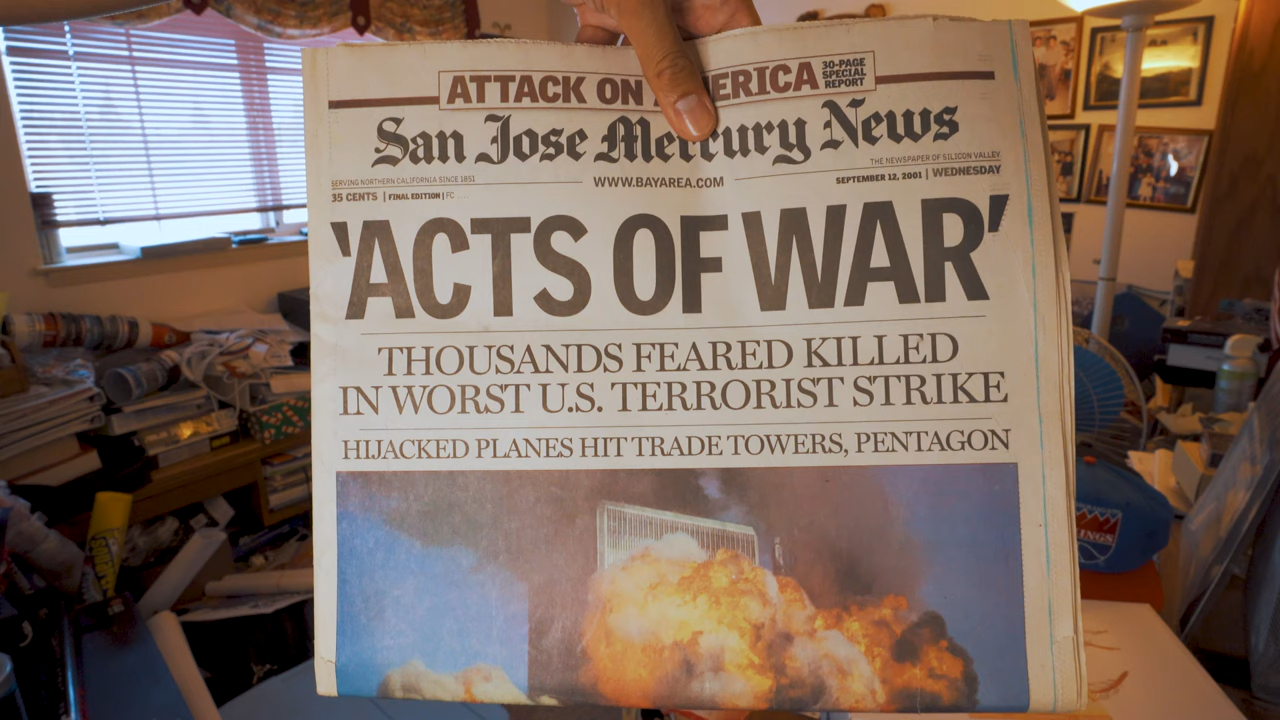 ATTACK ON AMERICA
30-PAGE
SPECIAL
REPORT
San Jose Mercury News
SERVING NORTHERN CALIFORNIA SINCE 1851
WWW.BAYAREA.COM
THE NEWSPAPER OF SILICON VALLEY
35 CENTS | FINAL EDITION | FC
SEPTEMBER 12, 2001 | WEDNESDAY
'ACTS OF WAR'
THOUSANDS FEARED KILLED
IN WORST U.S. TERRORIST STRIKE
HIJACKED PLANES HIT TRADE TOWERS, PENTAGON